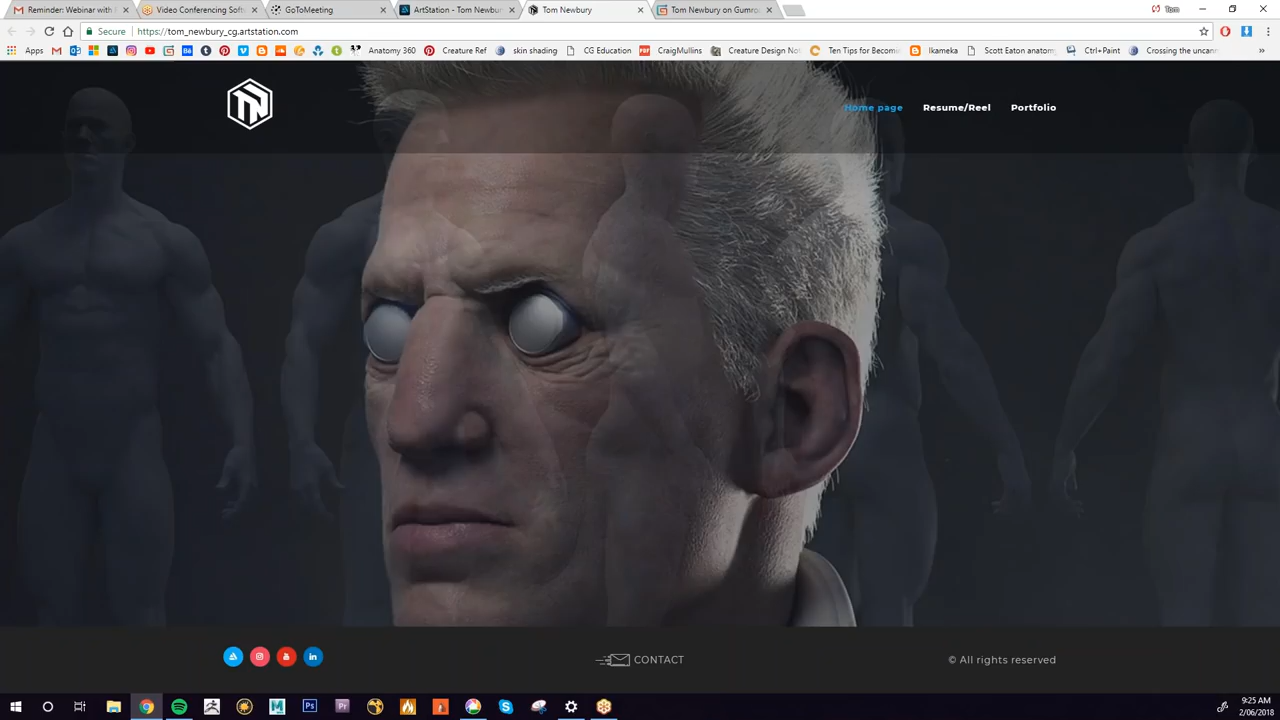 Reminder: Webinar with F
Video Conferencing Soft
GoToMeeting
ArtStation - Tom Newbur
Tom Newbury
Tom Newbury on Gumro
Tom
Secure
https://tom_newbury_cg.artstation.com
Apps
Anatomy 360
Creature Ref
skin shading
CG Education
CraigMullins
Creature Design
Ten Tips for Becomi
Ikameka
Scott Eaton anatomy
Ctrl+Paint
Crossing the uncann
TN
Home page
Resume/Reel
Portfolio
CONTACT
© All rights reserved
9:25 AM
2/06/2018